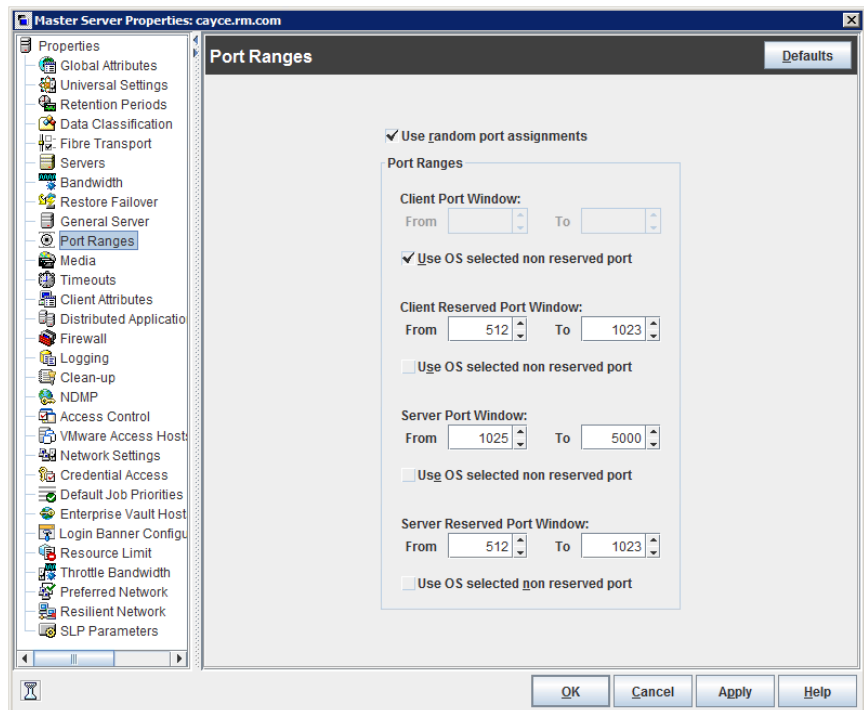 Master Server Properties: cayce.rm.com
Properties
Global Attributes
Universal Settings
Retention Periods
Data Classification
Fibre Transport
Servers
Bandwidth
Restore Failover
General Server
Port Ranges
Media
Timeouts
Client Attributes
Distributed Applicatio
Firewall
Logging
Clean-up
NDMP
Access Control
VMware Access Hosts
Network Settings
Credential Access
Default Job Priorities
Enterprise Vault Host
Login Banner Configu
Resource Limit
Throttle Bandwidth
Preferred Network
Resilient Network
SLP Parameters
Port Ranges
Defaults
Use random port assignments
Port Ranges
Client Port Window:
From To
Use OS selected non reserved port
Client Reserved Port Window:
From 512 To 1023
Use OS selected non reserved port
Server Port Window:
From 1025 To 5000
Use OS selected non reserved port
Server Reserved Port Window:
From 512 To 1023
Use OS selected non reserved port
OK Cancel Apply Help